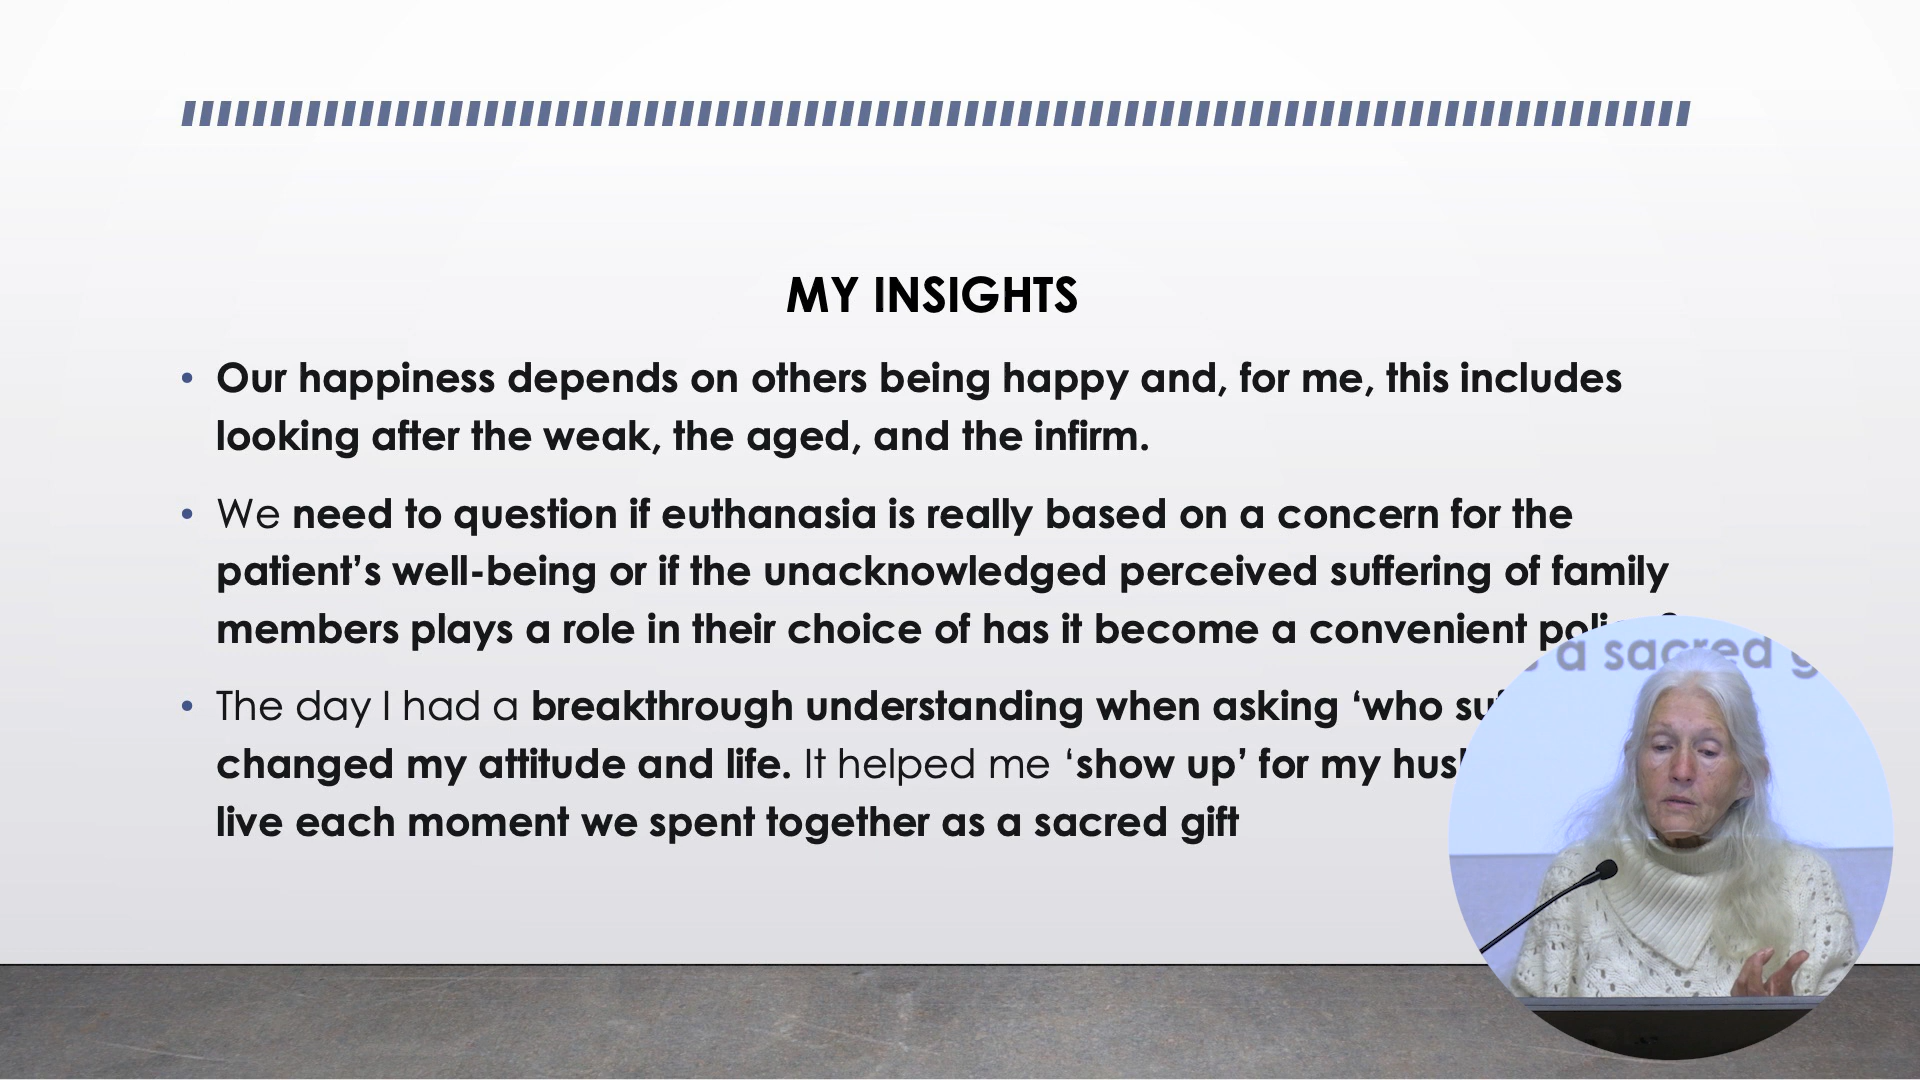 MY INSIGHTS
• Our happiness depends on others being happy and, for me, this includes
looking after the weak, the aged, and the infirm.
• We need to question if euthanasia is really based on a concern for the
patient’s well-being or if the unacknowledged perceived suffering of family
members plays a role in their choice of has it become a convenient
• The day I had a breakthrough understanding when asking ‘who
changed my attitude and life. It helped me ‘show up’ for my
live each moment we spent together as a sacred gift
a sacred